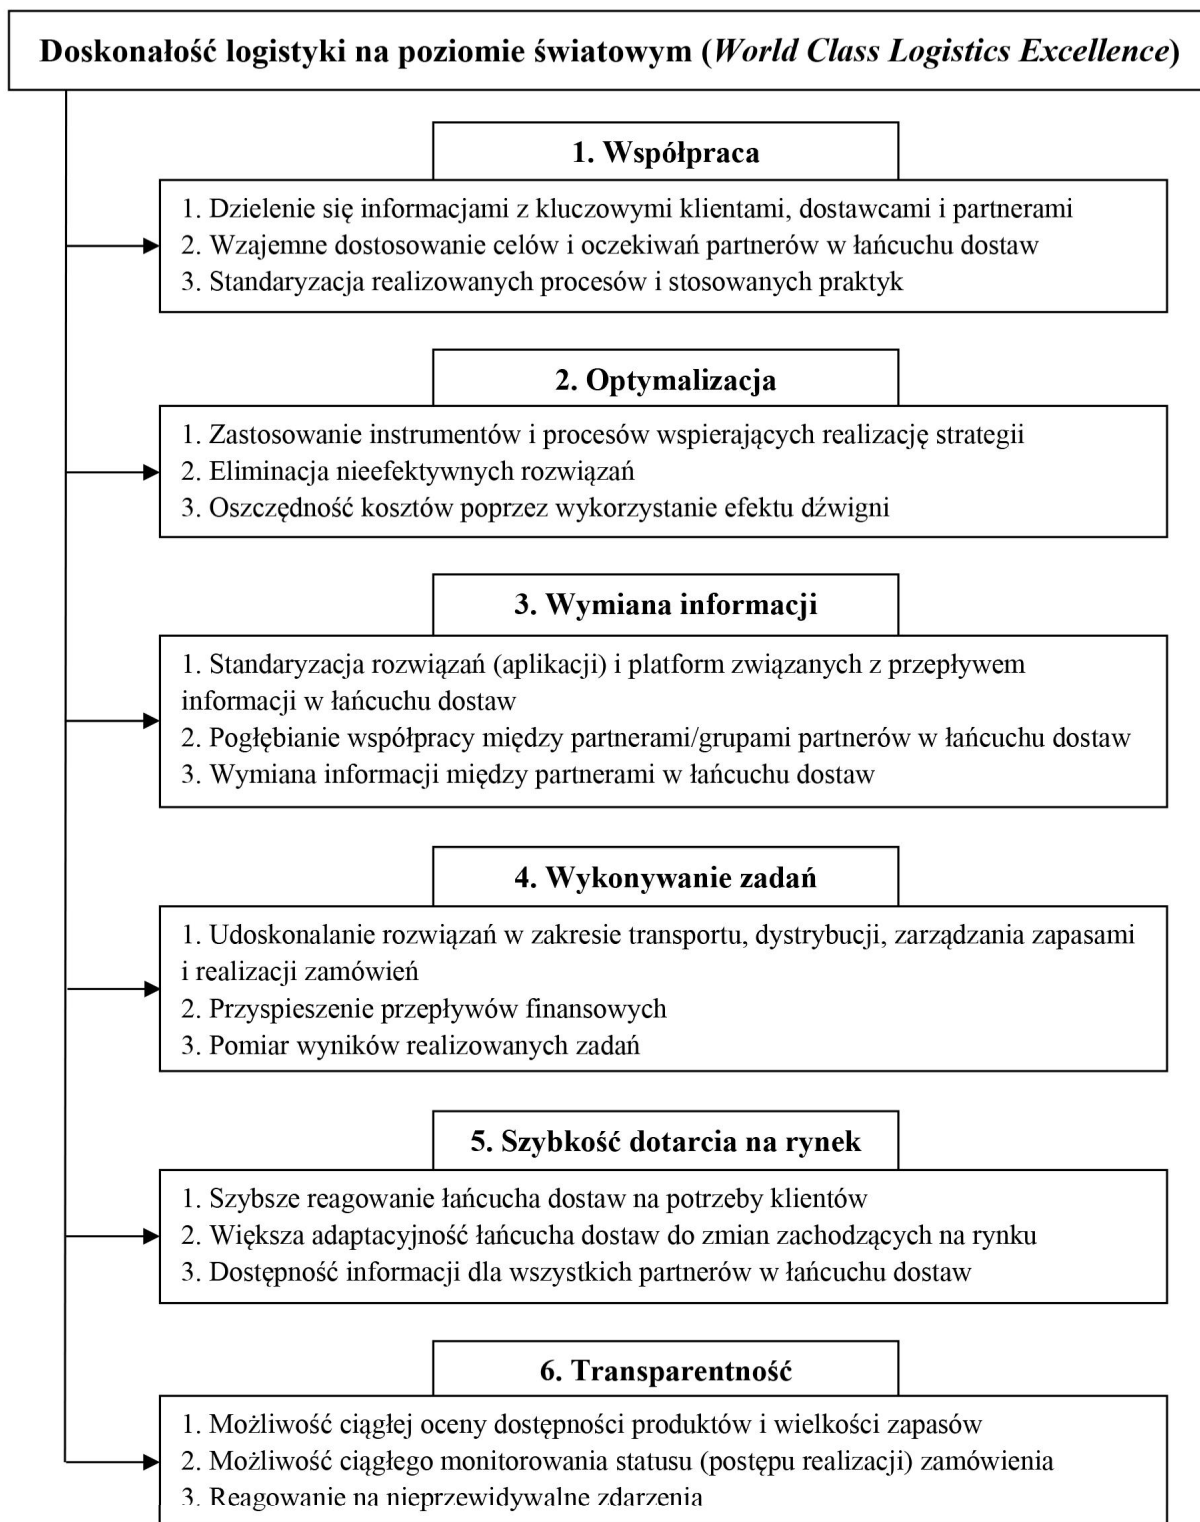 Doskonałość logistyki na poziomie światowym (World Class Logistics Excellence)
1. Współpraca
1. Dzielenie się informacjami z kluczowymi klientami, dostawcami i partnerami
2. Wzajemne dostosowanie celów i oczekiwań partnerów w łańcuchu dostaw
3. Standaryzacja realizowanych procesów i stosowanych praktyk
2. Optymalizacja
1. Zastosowanie instrumentów i procesów wspierających realizację strategii
2. Eliminacja nieefektywnych rozwiązań
3. Oszczędność kosztów poprzez wykorzystanie efektu dźwigni
3. Wymiana informacji
1. Standaryzacja rozwiązań (aplikacji) i platform związanych z przepływem
informacji w łańcuchu dostaw
2. Pogłębianie współpracy między partnerami/grupami partnerów w łańcuchu dostaw
3. Wymiana informacji między partnerami w łańcuchu dostaw
4. Wykonywanie zadań
1. Udoskonalanie rozwiązań w zakresie transportu, dystrybucji, zarządzania zapasami
i realizacji zamówień
2. Przyspieszenie przepływów finansowych
3. Pomiar wyników realizowanych zadań
5. Szybkość dotarcia na rynek
1. Szybsze reagowanie łańcucha dostaw na potrzeby klientów
2. Większa adaptacyjność łańcucha dostaw do zmian zachodzących na rynku
3. Dostępność informacji dla wszystkich partnerów w łańcuchu dostaw
6. Transparentność
1. Możliwość ciągłej oceny dostępności produktów i wielkości zapasów
2. Możliwość ciągłego monitorowania statusu (postępu realizacji) zamówienia
3. Reagowanie na nieprzewidywalne zdarzenia